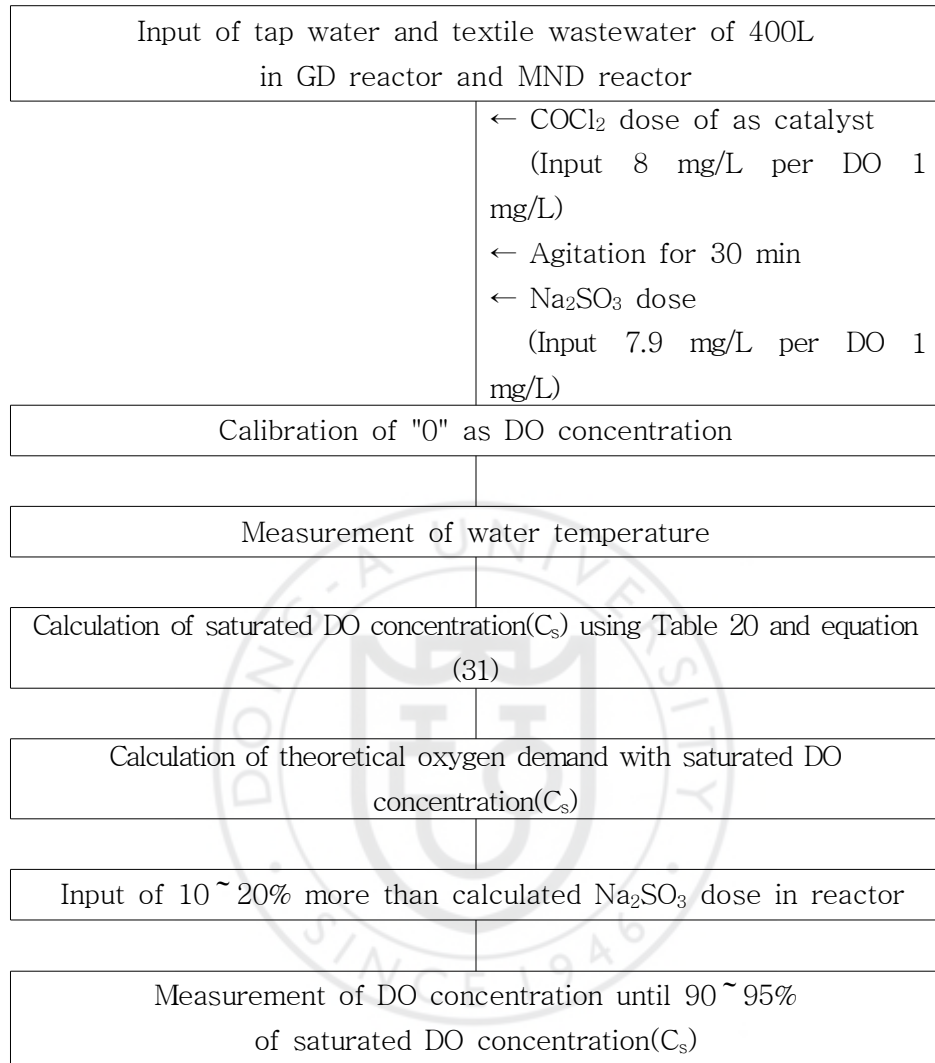 Input of tap water and textile wastewater of 400L
in GD reactor and MND reactor
← COCl₂ dose of as catalyst
(Input 8 mg/L per DO 1
mg/L)
← Agitation for 30 min
← Na₂SO₃ dose
(Input 7.9 mg/L per DO 1
mg/L)
Calibration of "0" as DO concentration
Measurement of water temperature
Calculation of saturated DO concentration(Cₛ) using Table 20 and equation
(31)
Calculation of theoretical oxygen demand with saturated DO
concentration(Cₛ)
Input of 10~20% more than calculated Na₂SO₃ dose in reactor
Measurement of DO concentration until 90~95%
of saturated DO concentration(Cₛ)
DONG-A UNIVERSITY
SINCE 1946